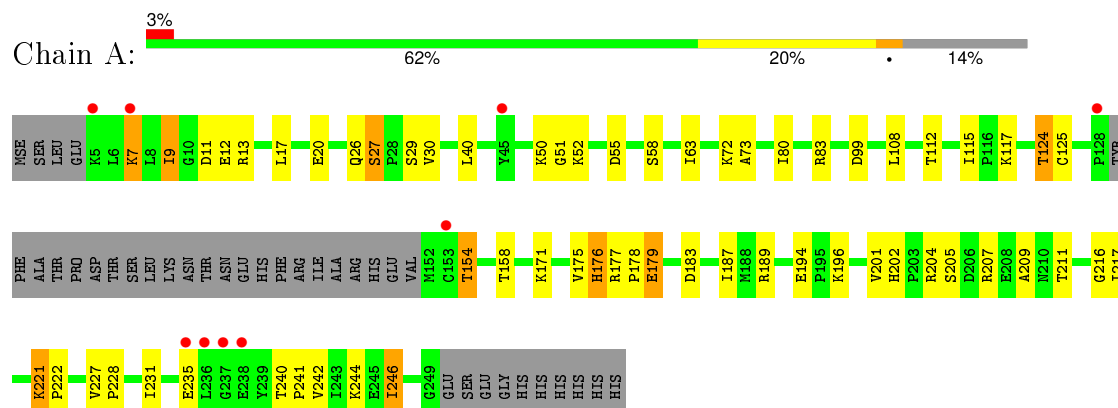 3%
Chain A:
62% 20% • 14%
MSE SER LEU GLU K5 L6 K7 L8 I9 G10 D11 E12 R13 L17 E20 Q26 S27 P28 S29 V30 L40 Y45 K50 G51 K52 D55 S58 I63 K72 A73 I80 R83 D99 L108 T112 I115 P116 K117 T124 C125 P128 TYR
PHE ALA THR PRO ASP THR SER LEU LYS ASN THR ASN GLU HIS PHE ARG ILE ALA ARG HIS GLU VAL M152 C153 T154 T158 K171 V175 H176 R177 P178 E179 D183 I187 M188 R189 E194 P195 K196 V201 H202 P203 R204 S205 D206 R207 E208 A209 N210 T211 G216 I217
K221 P222 V227 P228 I231 E235 L236 G237 E238 Y239 T240 P241 V242 I243 K244 E245 I246 G249 GLU SER GLU GLY HIS HIS HIS HIS HIS HIS